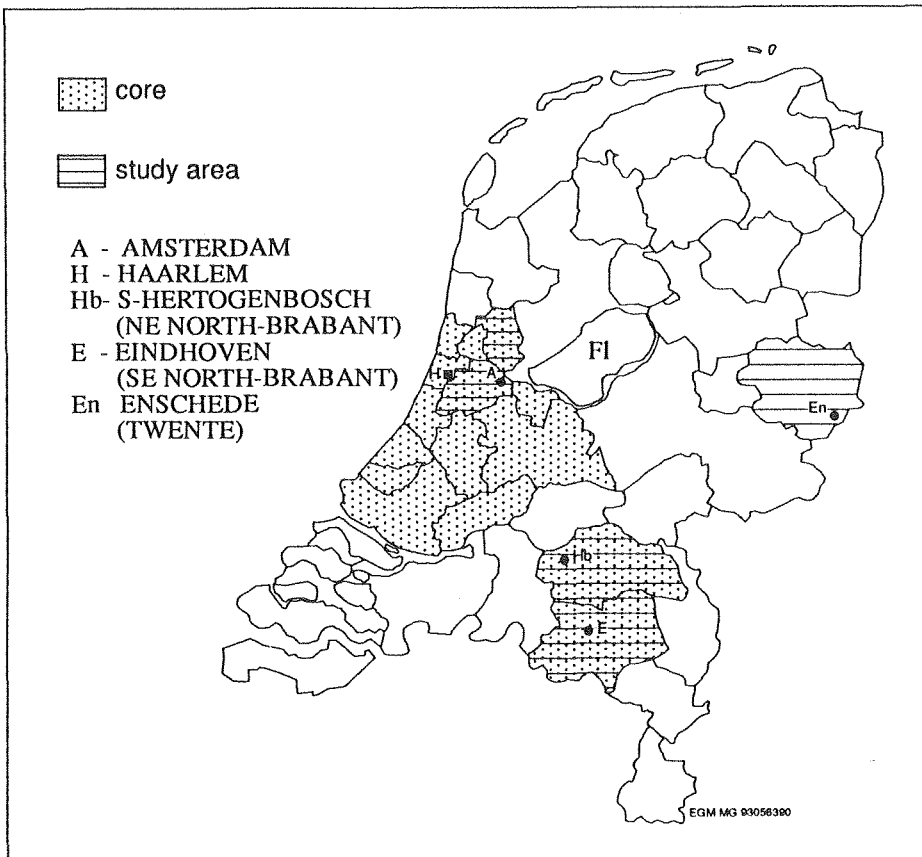 core
study area
A - AMSTERDAM
H - HAARLEM
Hb- S-HERTOGENBOSCH
(NE NORTH-BRABANT)
E - EINDHOVEN
(SE NORTH-BRABANT)
En ENSCHEDE
(TWENTE)
Fl
H
A
En
Hb
E
EGM MG 93056390